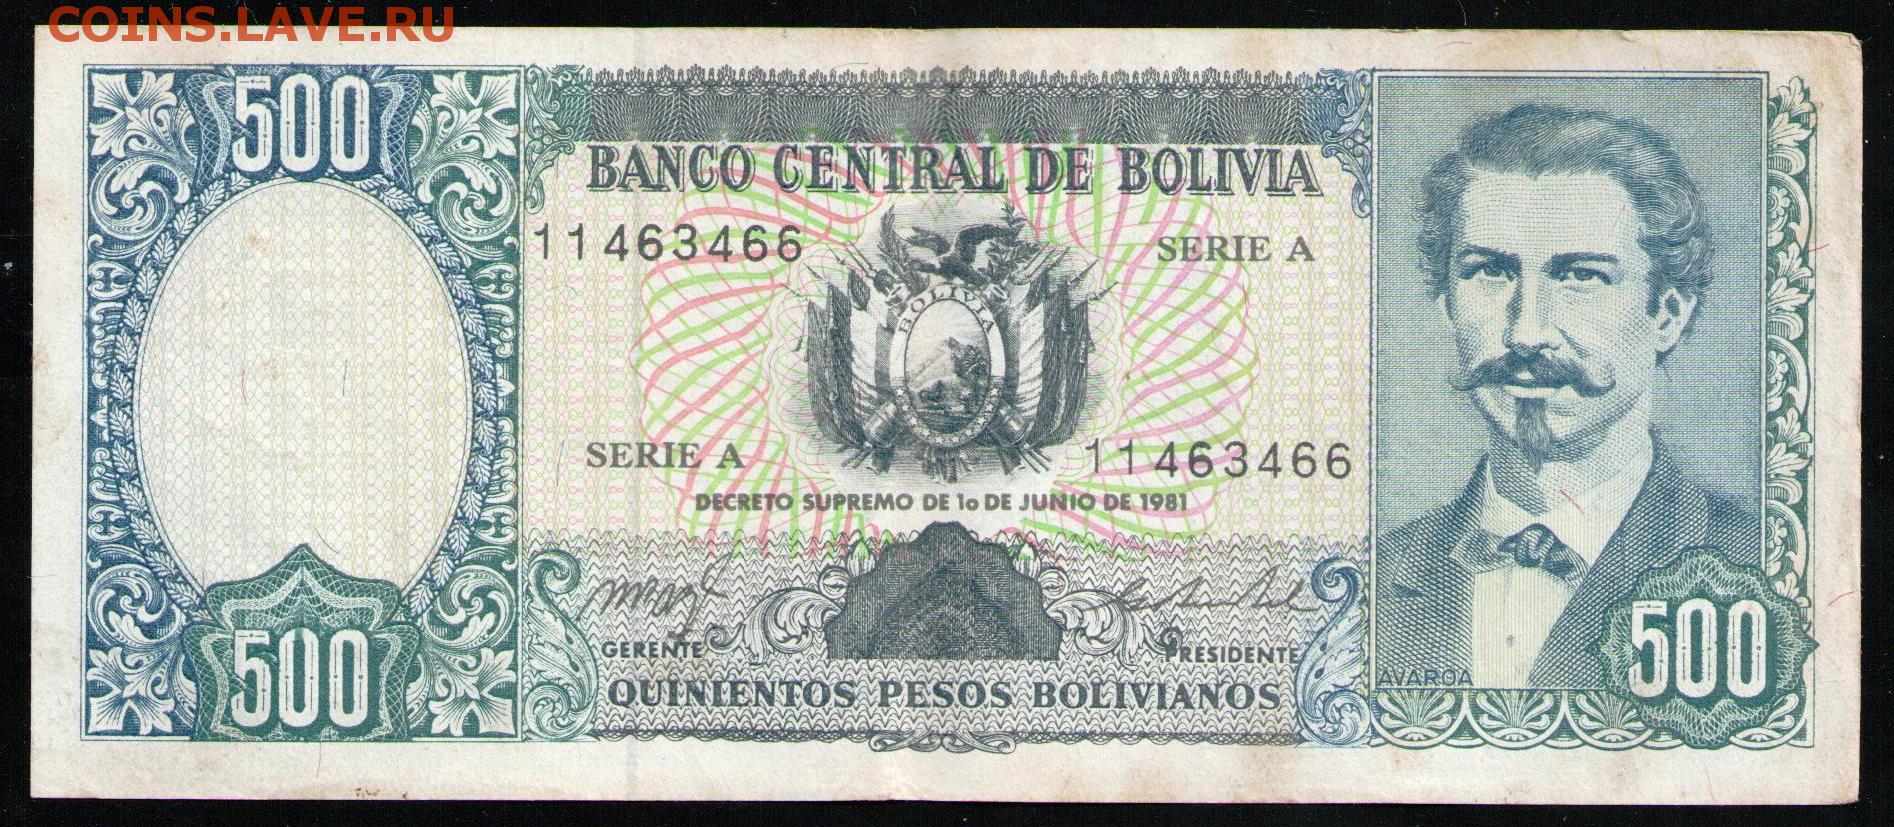 COINS.LAVE.RU
500
BANCO CENTRAL DE BOLIVIA
11463466
SERIE A
BOLIVIA
SERIE A
11463466
DECRETO SUPREMO DE 1o DE JUNIO DE 1981
GERENTE
PRESIDENTE
500
QUINIENTOS PESOS BOLIVIANOS
AVAROA
500